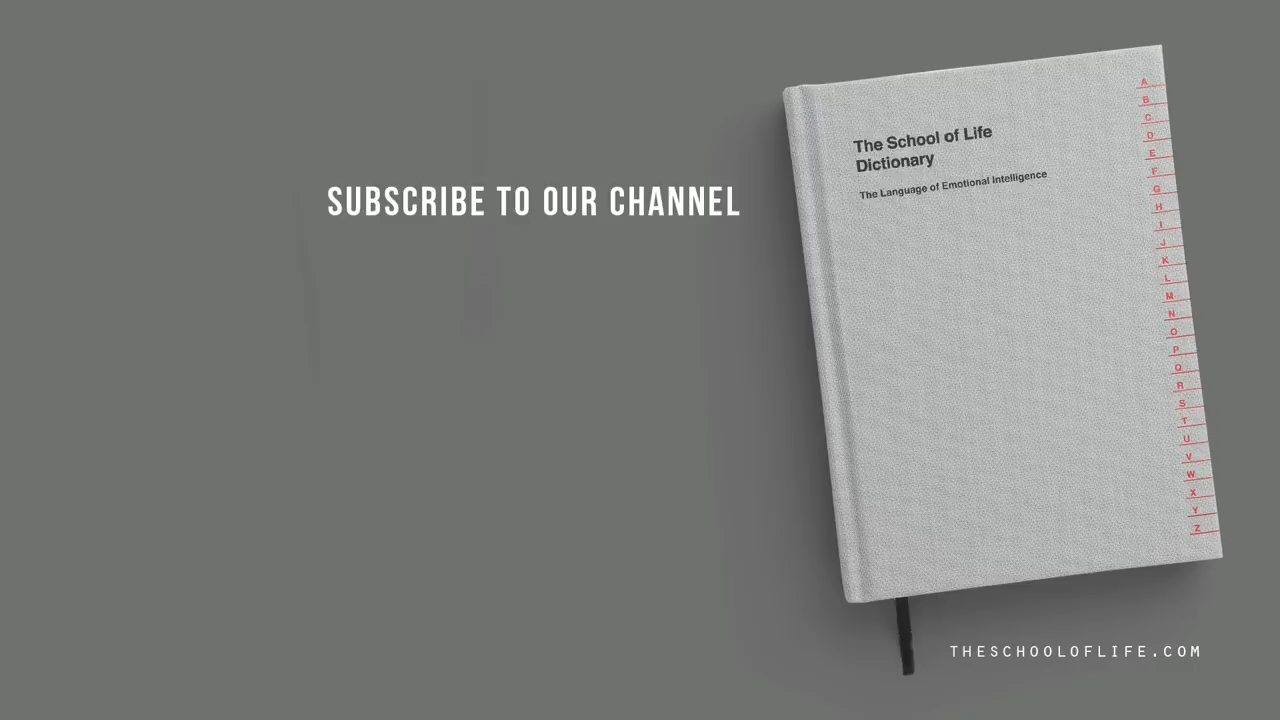 SUBSCRIBE TO OUR CHANNEL
The School of Life
Dictionary
The Language of Emotional Intelligence
A
B
C
D
E
F
G
H
I
J
K
L
M
N
O
P
Q
R
S
T
U
V
W
X
Y
Z
THESCHOOLOFLIFE.COM